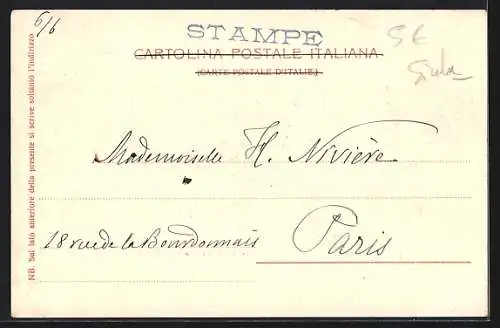 6/6
STAMPE
CARTOLINA POSTALE ITALIANA
(CARTE POSTALE D'ITALIE)
Mademoiselle H. Nivière
18 rue de la Bourdonnais
Paris
NB. Sul lato anteriore della presente si scrive soltanto l'indirizzo